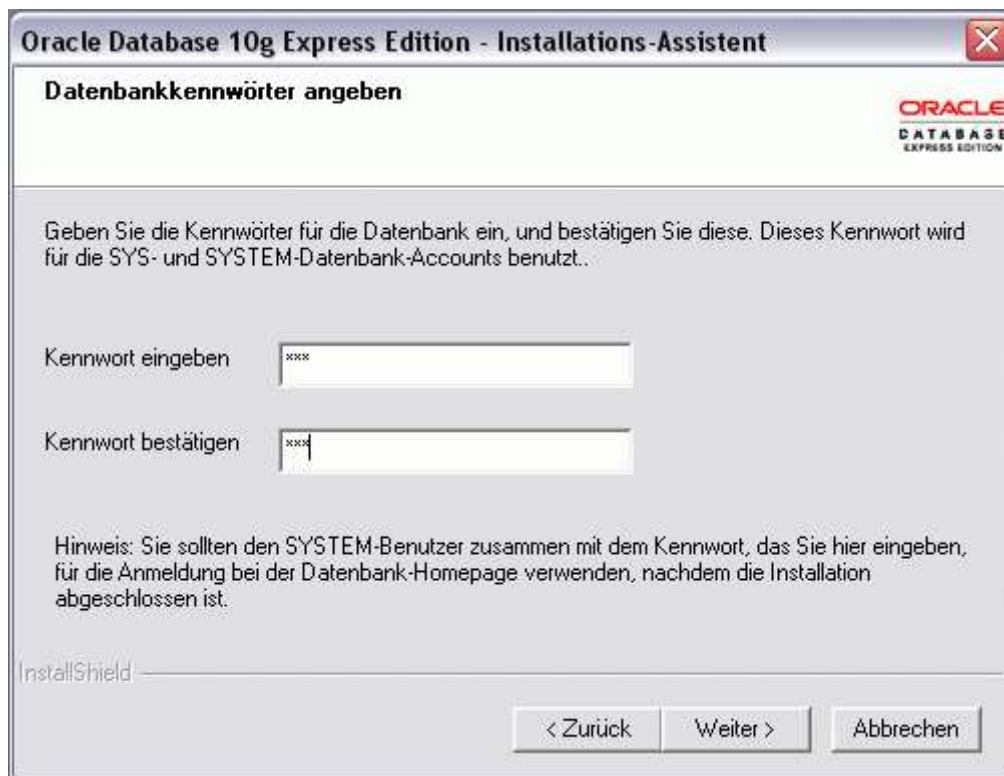 Oracle Database 10g Express Edition - Installations-Assistent
Datenbankkennwörter angeben
ORACLE
DATABASE
EXPRESS EDITION
Geben Sie die Kennwörter für die Datenbank ein, und bestätigen Sie diese. Dieses Kennwort wird
für die SYS- und SYSTEM-Datenbank-Accounts benutzt..
Kennwort eingeben
***
Kennwort bestätigen
***
Hinweis: Sie sollten den SYSTEM-Benutzer zusammen mit dem Kennwort, das Sie hier eingeben,
für die Anmeldung bei der Datenbank-Homepage verwenden, nachdem die Installation
abgeschlossen ist.
InstallShield
< Zurück
Weiter >
Abbrechen